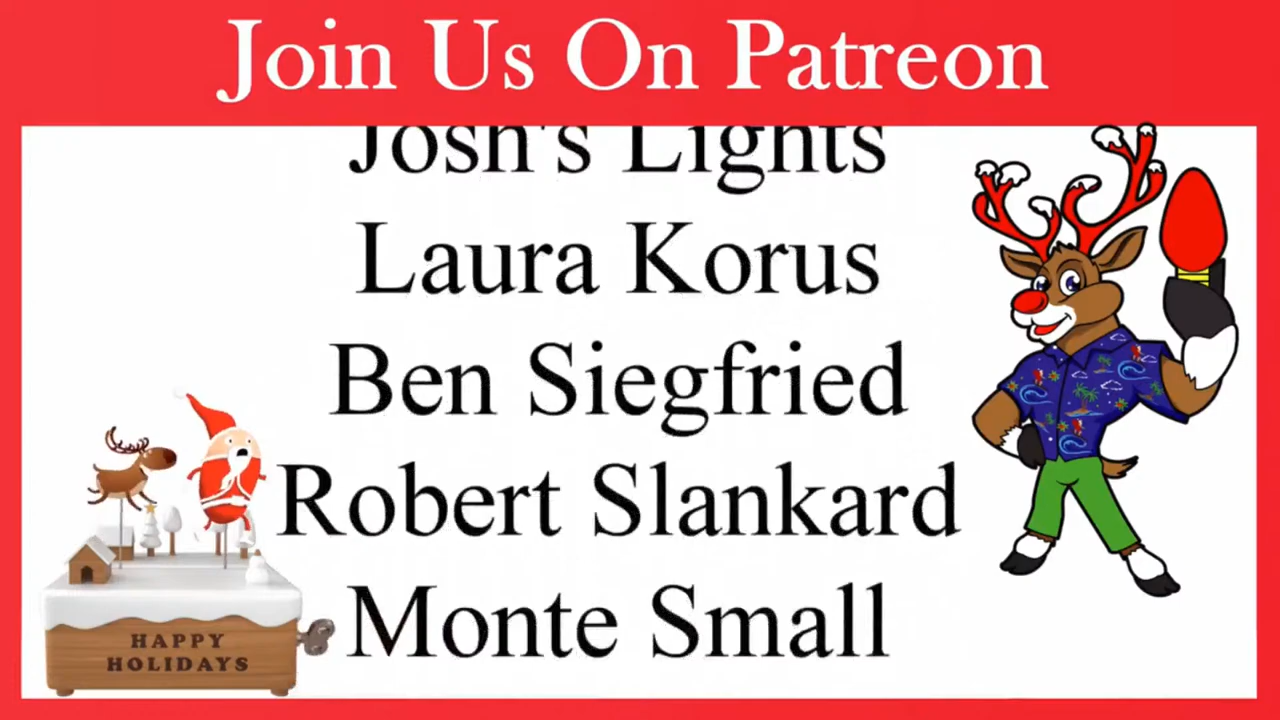 Join Us On Patreon
Josh's Lights
Laura Korus
Ben Siegfried
Robert Slankard
Monte Small
HAPPY
HOLIDAYS